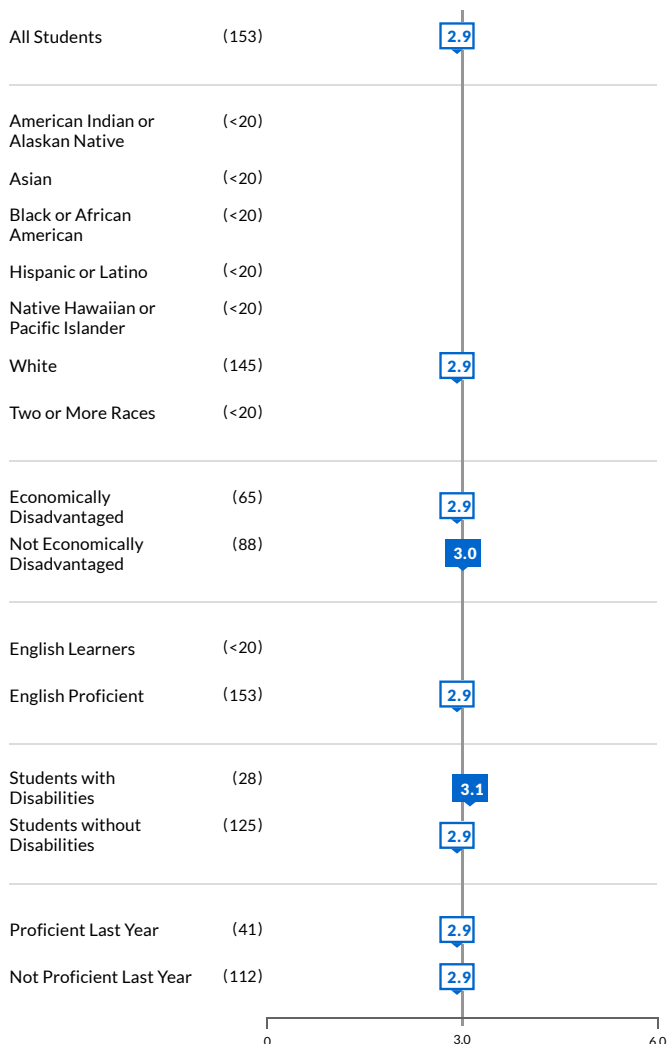 All Students (153) 2.9
American Indian or (<20)
Alaskan Native
Asian (<20)
Black or African (<20)
American
Hispanic or Latino (<20)
Native Hawaiian or (<20)
Pacific Islander
White (145) 2.9
Two or More Races (<20)
Economically (65) 2.9
Disadvantaged
Not Economically (88) 3.0
Disadvantaged
English Learners (<20)
English Proficient (153) 2.9
Students with (28) 3.1
Disabilities
Students without (125) 2.9
Disabilities
Proficient Last Year (41) 2.9
Not Proficient Last Year (112) 2.9
0 3.0 6.0